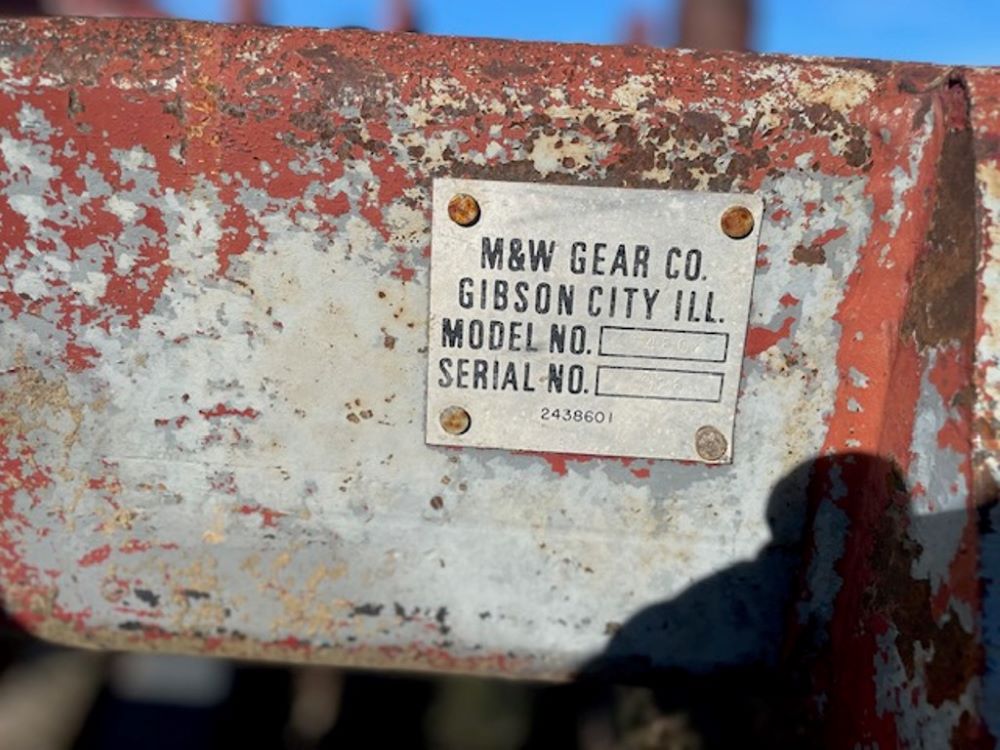 M&W GEAR CO.
GIBSON CITY ILL.
MODEL NO.
SERIAL NO.
2438601